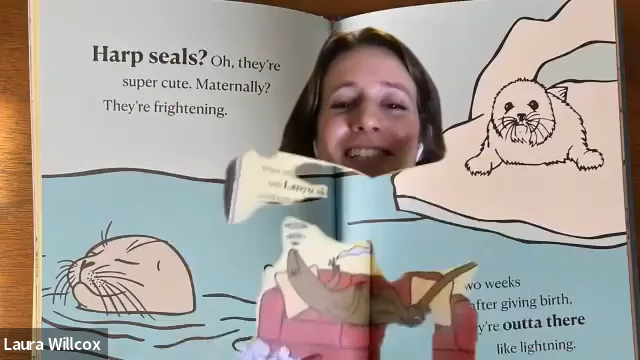 Harp seals? Oh, they're
super cute. Maternally?
They're frightening.
wo weeks
after giving birth,
y're outta there
like lightning.
Laura Willcox